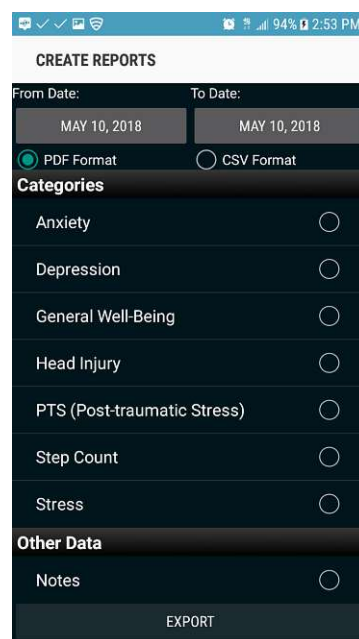 94% 2:53 PM
CREATE REPORTS
From Date: To Date:
MAY 10, 2018 MAY 10, 2018
PDF Format CSV Format
Categories
Anxiety
Depression
General Well-Being
Head Injury
PTS (Post-traumatic Stress)
Step Count
Stress
Other Data
Notes
EXPORT